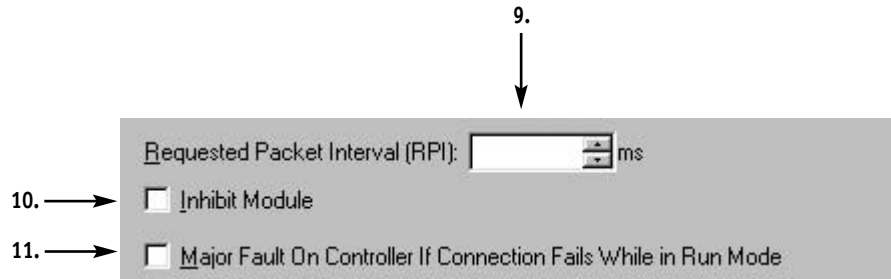 9.
Requested Packet Interval (RPI): ms
10. Inhibit Module
11. Major Fault On Controller If Connection Fails While in Run Mode